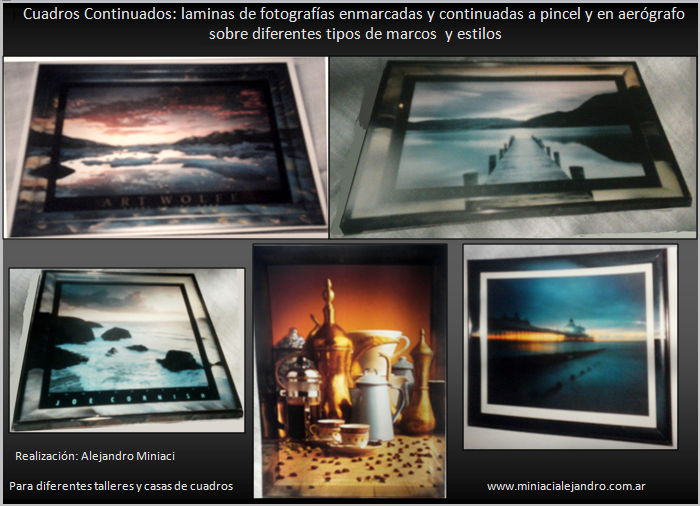 Cuadros Continuados: laminas de fotografías enmarcadas y continuadas a pincel y en aerógrafo
sobre diferentes tipos de marcos y estilos
ART WOLFE
JOE CORNISH
Realización: Alejandro Miniaci
Para diferentes talleres y casas de cuadros
www.miniacialejandro.com.ar